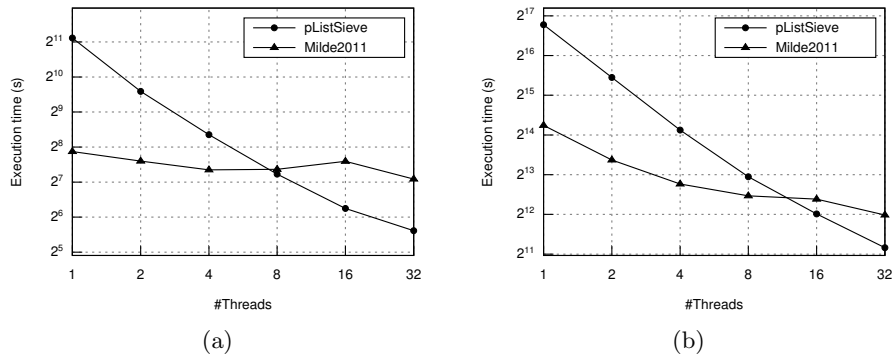 pListSieve
Milde2011
2^11
2^10
2^9
2^8
2^7
2^6
2^5
Execution time (s)
1 2 4 8 16 32
#Threads
(a)
pListSieve
Milde2011
2^17
2^16
2^15
2^14
2^13
2^12
2^11
Execution time (s)
1 2 4 8 16 32
#Threads
(b)